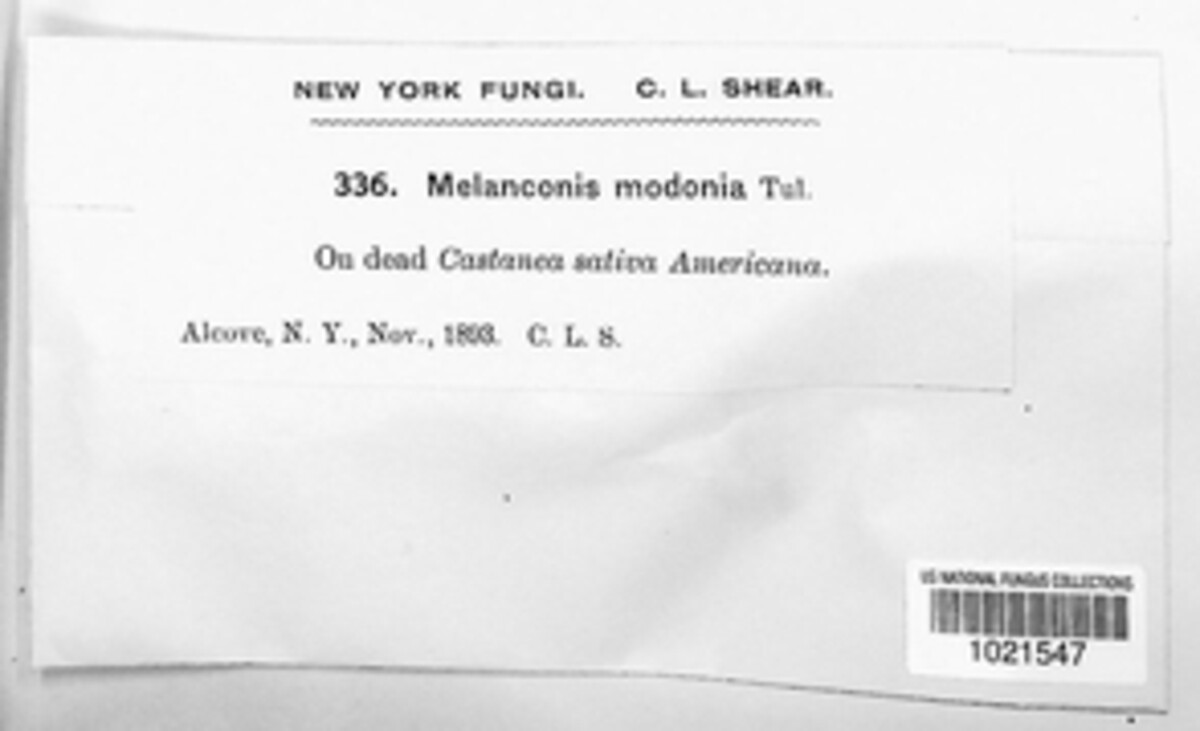 NEW YORK FUNGI. C. L. SHEAR.
336. Melanconis modonia Tul.
On dead Castanea sativa Americana.
Alcove, N. Y., Nov., 1893. C. L. S.
US NATIONAL FUNGUS COLLECTIONS
1021547